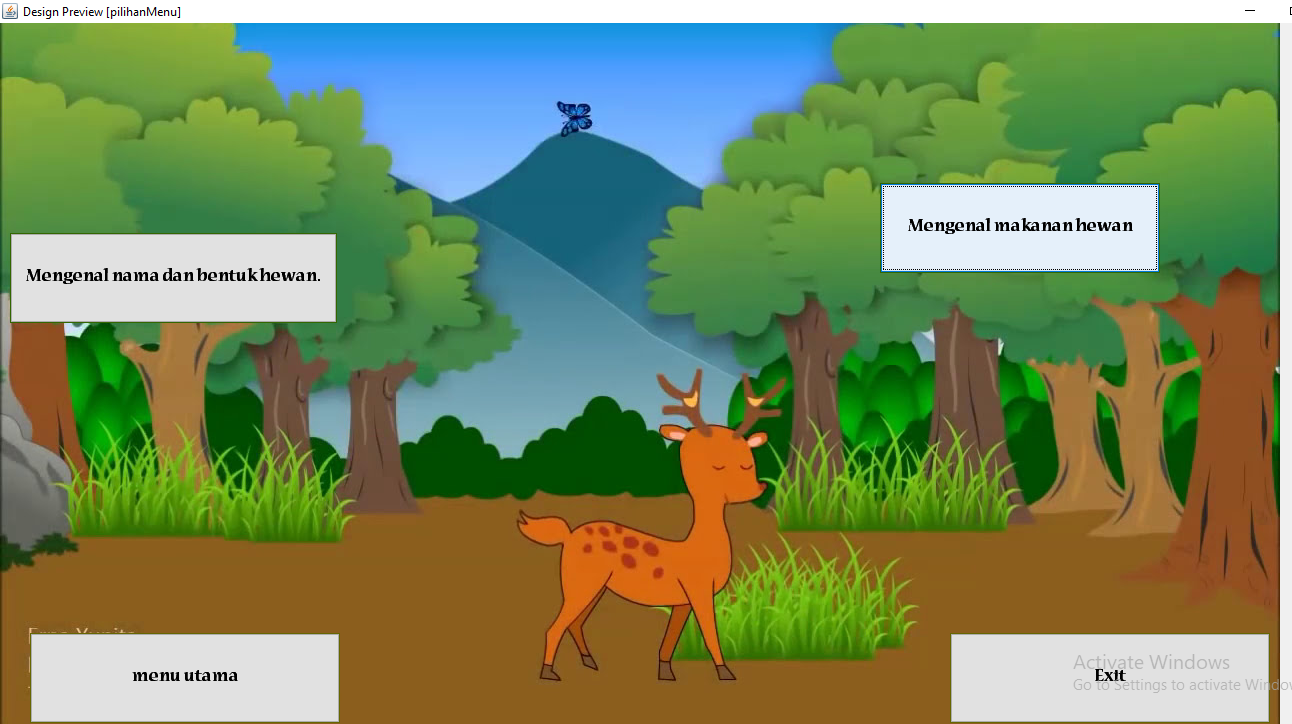 Design Preview [pilihanMenu]
Mengenal makanan hewan
Mengenal nama dan bentuk hewan.
menu utama
Exit
Activate Windows
Go to Settings to activate